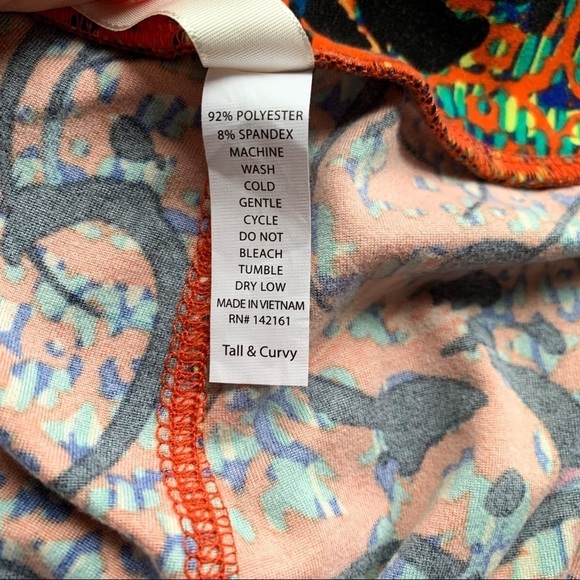 92% POLYESTER
8% SPANDEX
MACHINE
WASH
COLD
GENTLE
CYCLE
DO NOT
BLEACH
TUMBLE
DRY LOW
MADE IN VIETNAM
RN# 142161
Tall & Curvy